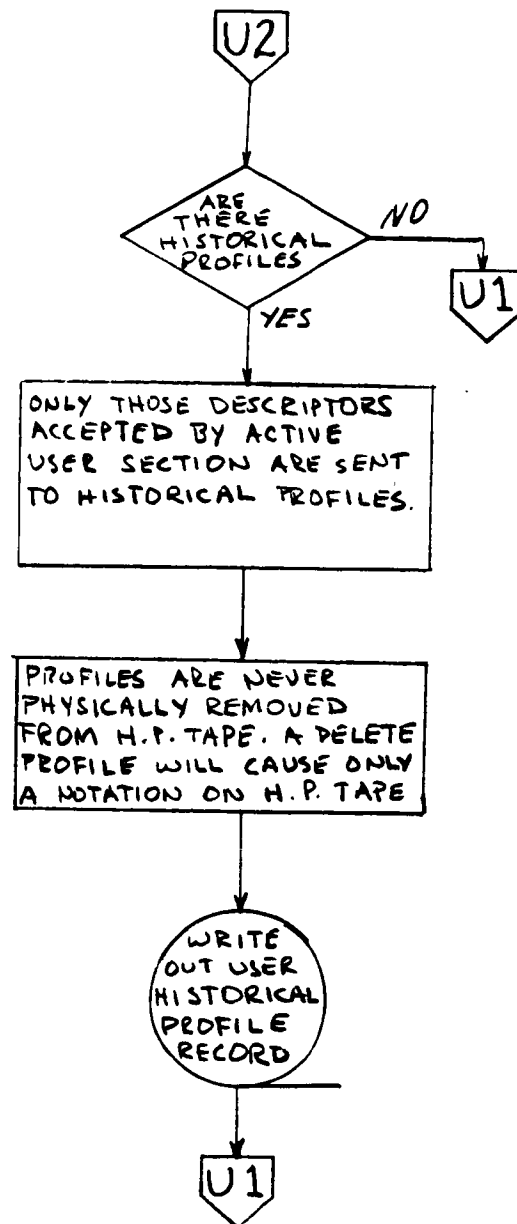 U2
ARE
THERE
HISTORICAL
PROFILES
NO
U1
YES
ONLY THOSE DESCRIPTORS
ACCEPTED BY ACTIVE
USER SECTION ARE SENT
TO HISTORICAL PROFILES.
PROFILES ARE NEVER
PHYSICALLY REMOVED
FROM H.P. TAPE. A DELETE
PROFILE WILL CAUSE ONLY
A NOTATION ON H.P. TAPE
WRITE
OUT USER
HISTORICAL
PROFILE
RECORD
U1